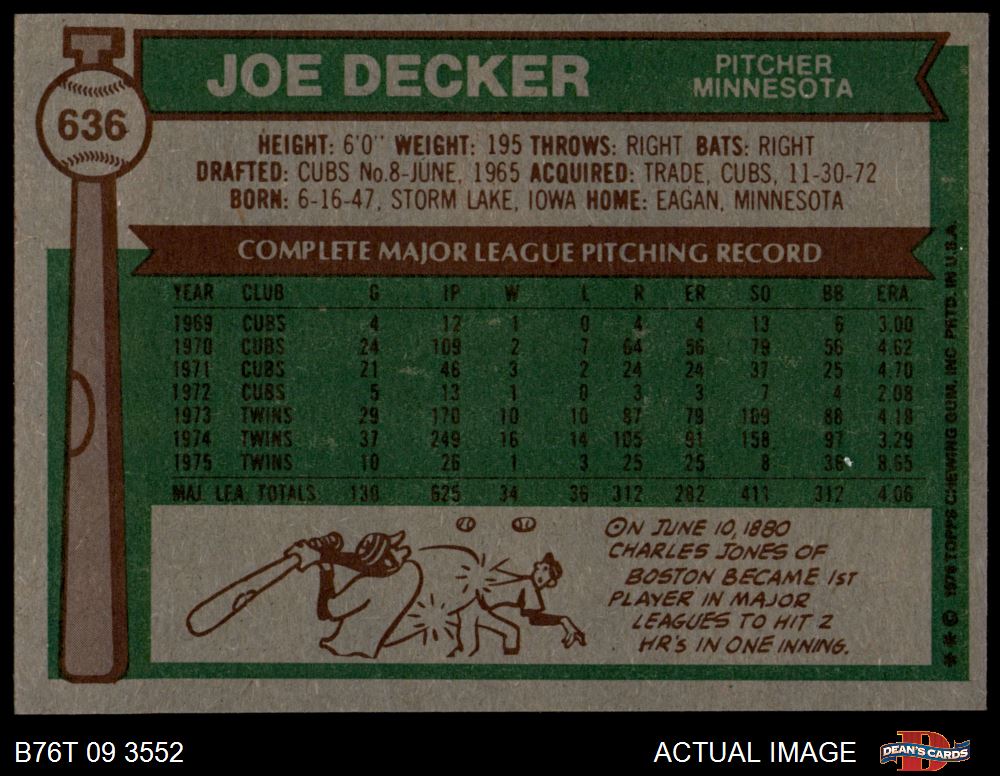 636
JOE DECKER
PITCHER
MINNESOTA
HEIGHT: 6'0" WEIGHT: 195 THROWS: RIGHT BATS: RIGHT
DRAFTED: CUBS No.8-JUNE, 1965 ACQUIRED: TRADE, CUBS, 11-30-72
BORN: 6-16-47, STORM LAKE, IOWA HOME: EAGAN, MINNESOTA
COMPLETE MAJOR LEAGUE PITCHING RECORD
YEAR CLUB G IP W L R ER SO BB ERA
1969 CUBS 4 12 1 0 4 4 13 6 3.00
1970 CUBS 24 109 2 7 64 56 79 56 4.62
1971 CUBS 21 46 3 2 24 24 37 25 4.70
1972 CUBS 5 13 1 0 3 3 7 4 2.08
1973 TWINS 29 170 10 10 87 79 109 88 4.18
1974 TWINS 37 249 16 14 105 91 158 97 3.29
1975 TWINS 10 26 1 3 25 25 8 36 8.65
MAJ. LEA. TOTALS 130 625 34 36 312 282 411 312 4.06
ON JUNE 10, 1880
CHARLES JONES OF
BOSTON BECAME 1ST
PLAYER IN MAJOR
LEAGUES TO HIT 2
HR'S IN ONE INNING.
* * © 1976 TOPPS CHEWING GUM, INC. PRTD. IN U.S.A.
B76T 09 3552
ACTUAL IMAGE
D
DEAN'S CARDS